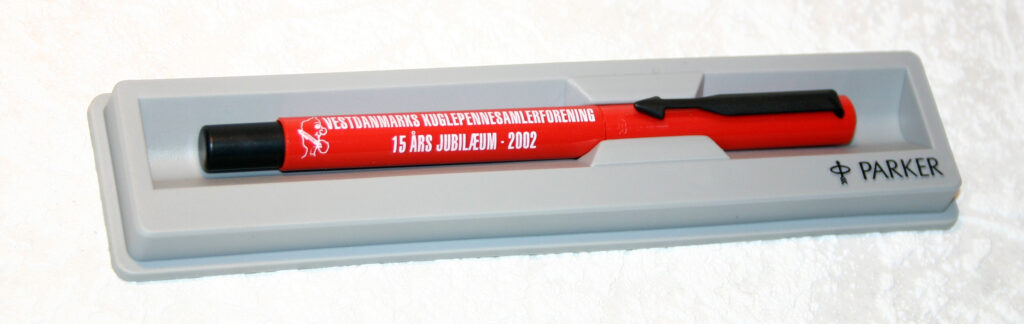 VESTDANMARKS KUGLEPENNESAMLERFORENING
15 ÅRS JUBILÆUM - 2002
PARKER